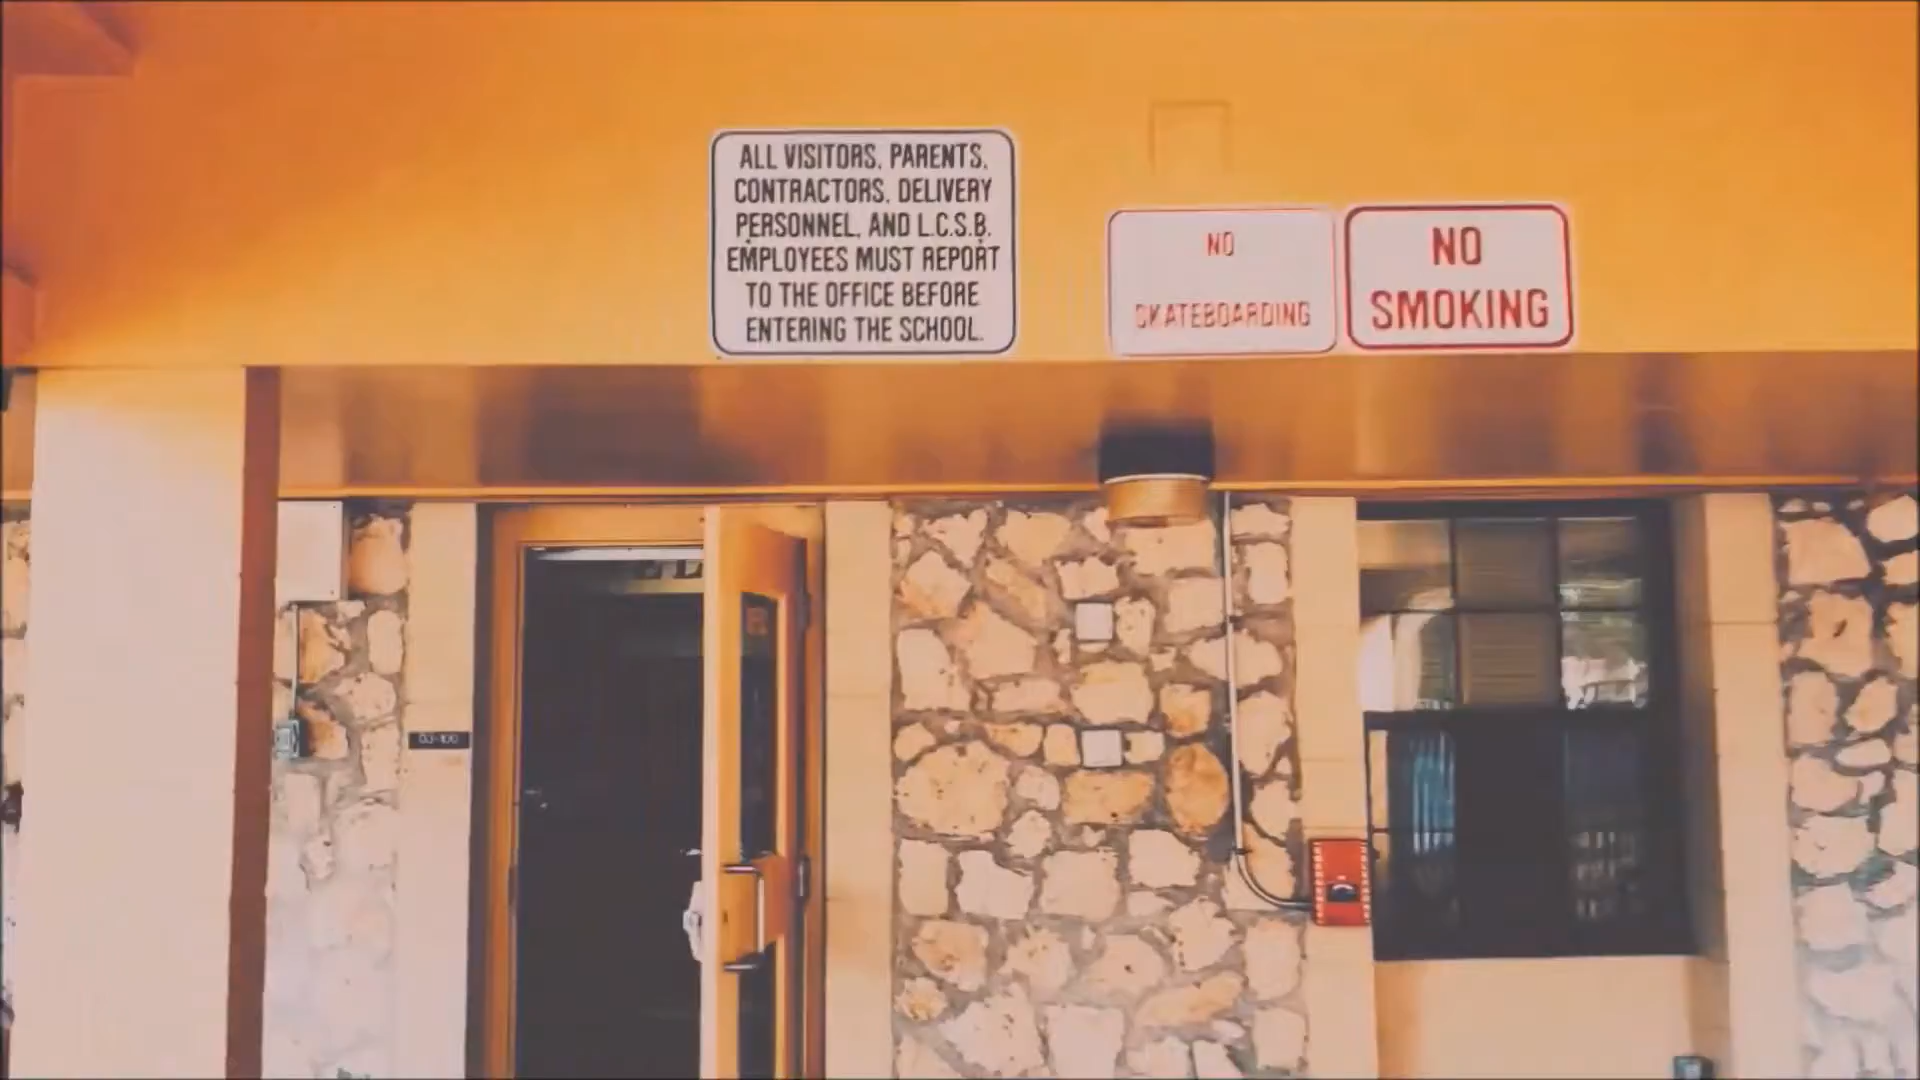 ALL VISITORS, PARENTS,
CONTRACTORS, DELIVERY
PERSONNEL, AND L.C.S.B.
EMPLOYEES MUST REPORT
TO THE OFFICE BEFORE
ENTERING THE SCHOOL.
NO
SKATEBOARDING
NO
SMOKING